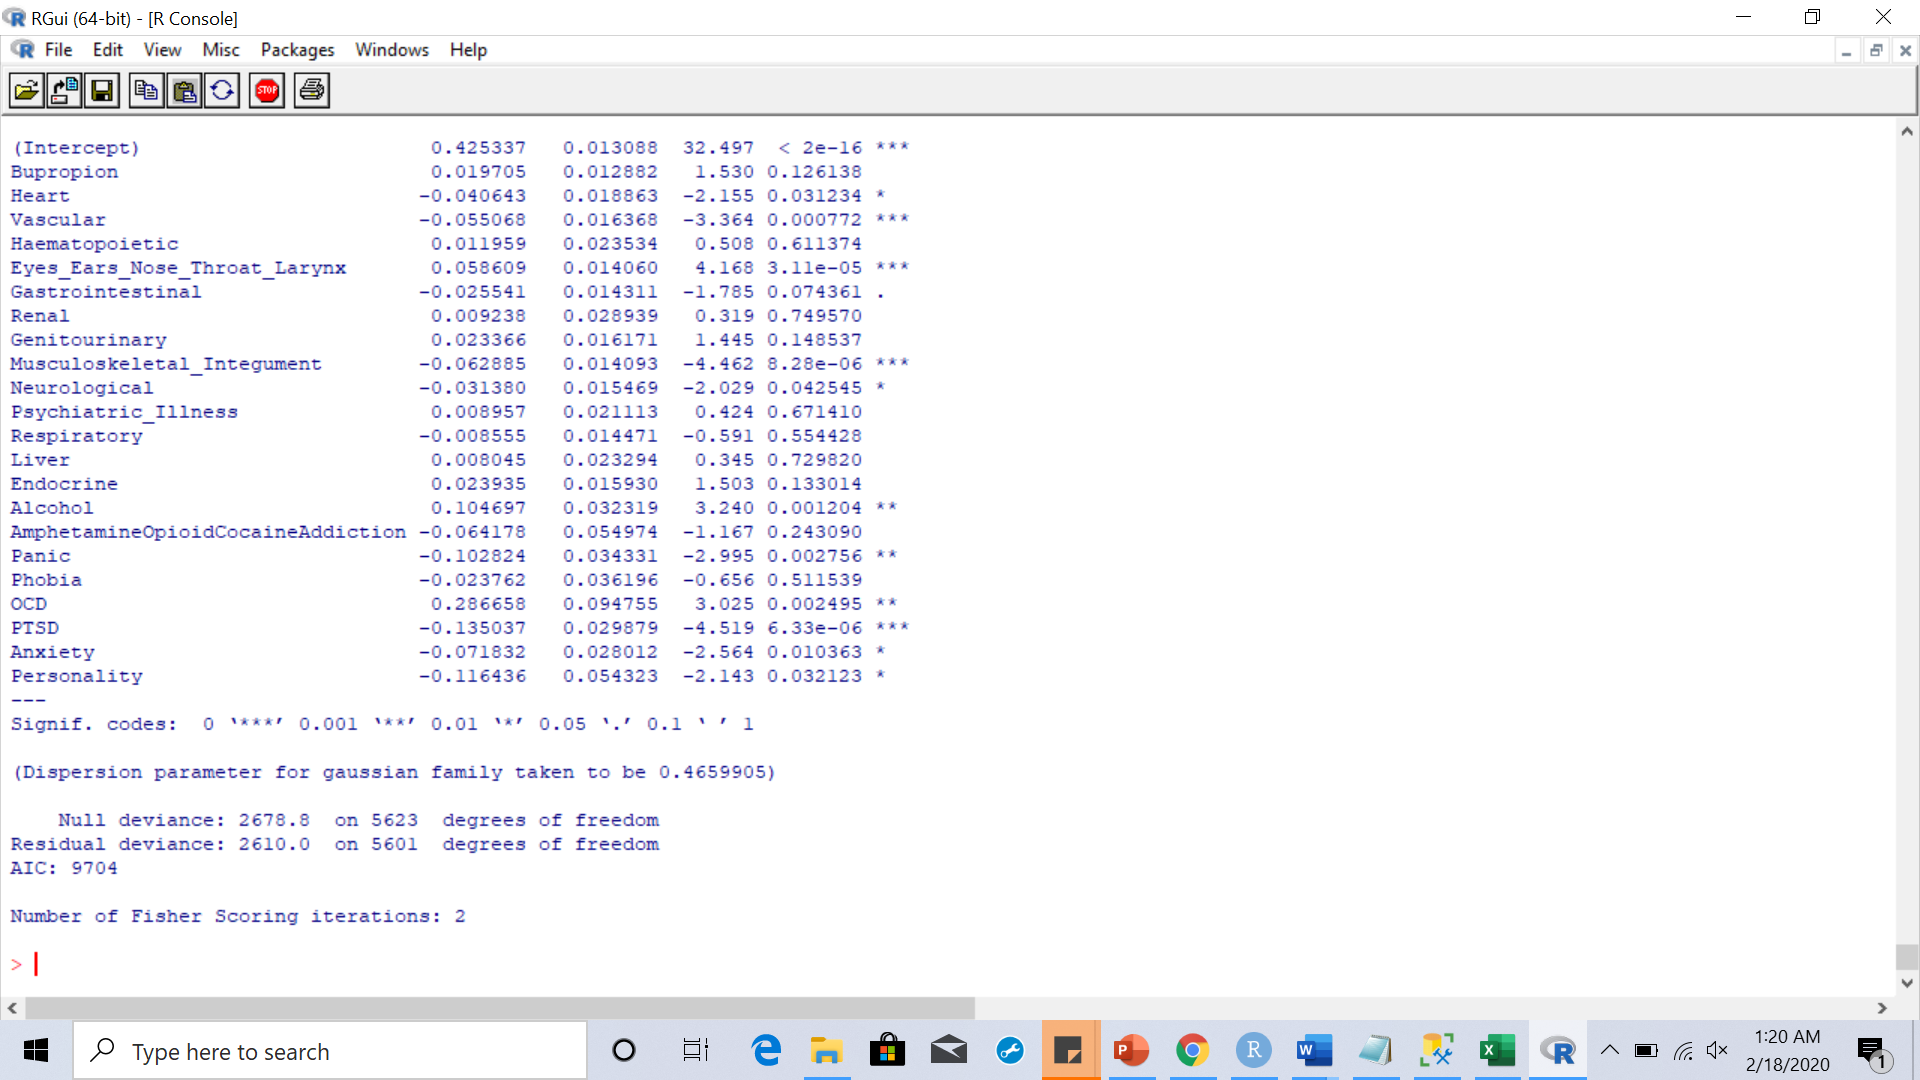 RGui (64-bit) - [R Console]
File Edit View Misc Packages Windows Help
STOP
(Intercept) 0.425337 0.013088 32.497 < 2e-16 ***
Bupropion 0.019705 0.012882 1.530 0.126138
Heart -0.040643 0.018863 -2.155 0.031234 *
Vascular -0.055068 0.016368 -3.364 0.000772 ***
Haematopoietic 0.011959 0.023534 0.508 0.611374
Eyes_Ears_Nose_Throat_Larynx 0.058609 0.014060 4.168 3.11e-05 ***
Gastrointestinal -0.025541 0.014311 -1.785 0.074361 .
Renal 0.009238 0.028939 0.319 0.749570
Genitourinary 0.023366 0.016171 1.445 0.148537
Musculoskeletal_Integument -0.062885 0.014093 -4.462 8.28e-06 ***
Neurological -0.031380 0.015469 -2.029 0.042545 *
Psychiatric_Illness 0.008957 0.021113 0.424 0.671410
Respiratory -0.008555 0.014471 -0.591 0.554428
Liver 0.008045 0.023294 0.345 0.729820
Endocrine 0.023935 0.015930 1.503 0.133014
Alcohol 0.104697 0.032319 3.240 0.001204 **
AmphetamineOpioidCocaineAddiction -0.064178 0.054974 -1.167 0.243090
Panic -0.102824 0.034331 -2.995 0.002756 **
Phobia -0.023762 0.036196 -0.656 0.511539
OCD 0.286658 0.094755 3.025 0.002495 **
PTSD -0.135037 0.029879 -4.519 6.33e-06 ***
Anxiety -0.071832 0.028012 -2.564 0.010363 *
Personality -0.116436 0.054323 -2.143 0.032123 *
---
Signif. codes: 0 ‘***’ 0.001 ‘**’ 0.01 ‘*’ 0.05 ‘.’ 0.1 ‘ ’ 1
(Dispersion parameter for gaussian family taken to be 0.4659905)
Null deviance: 2678.8 on 5623 degrees of freedom
Residual deviance: 2610.0 on 5601 degrees of freedom
AIC: 9704
Number of Fisher Scoring iterations: 2
>
Type here to search
1:20 AM
2/18/2020
1